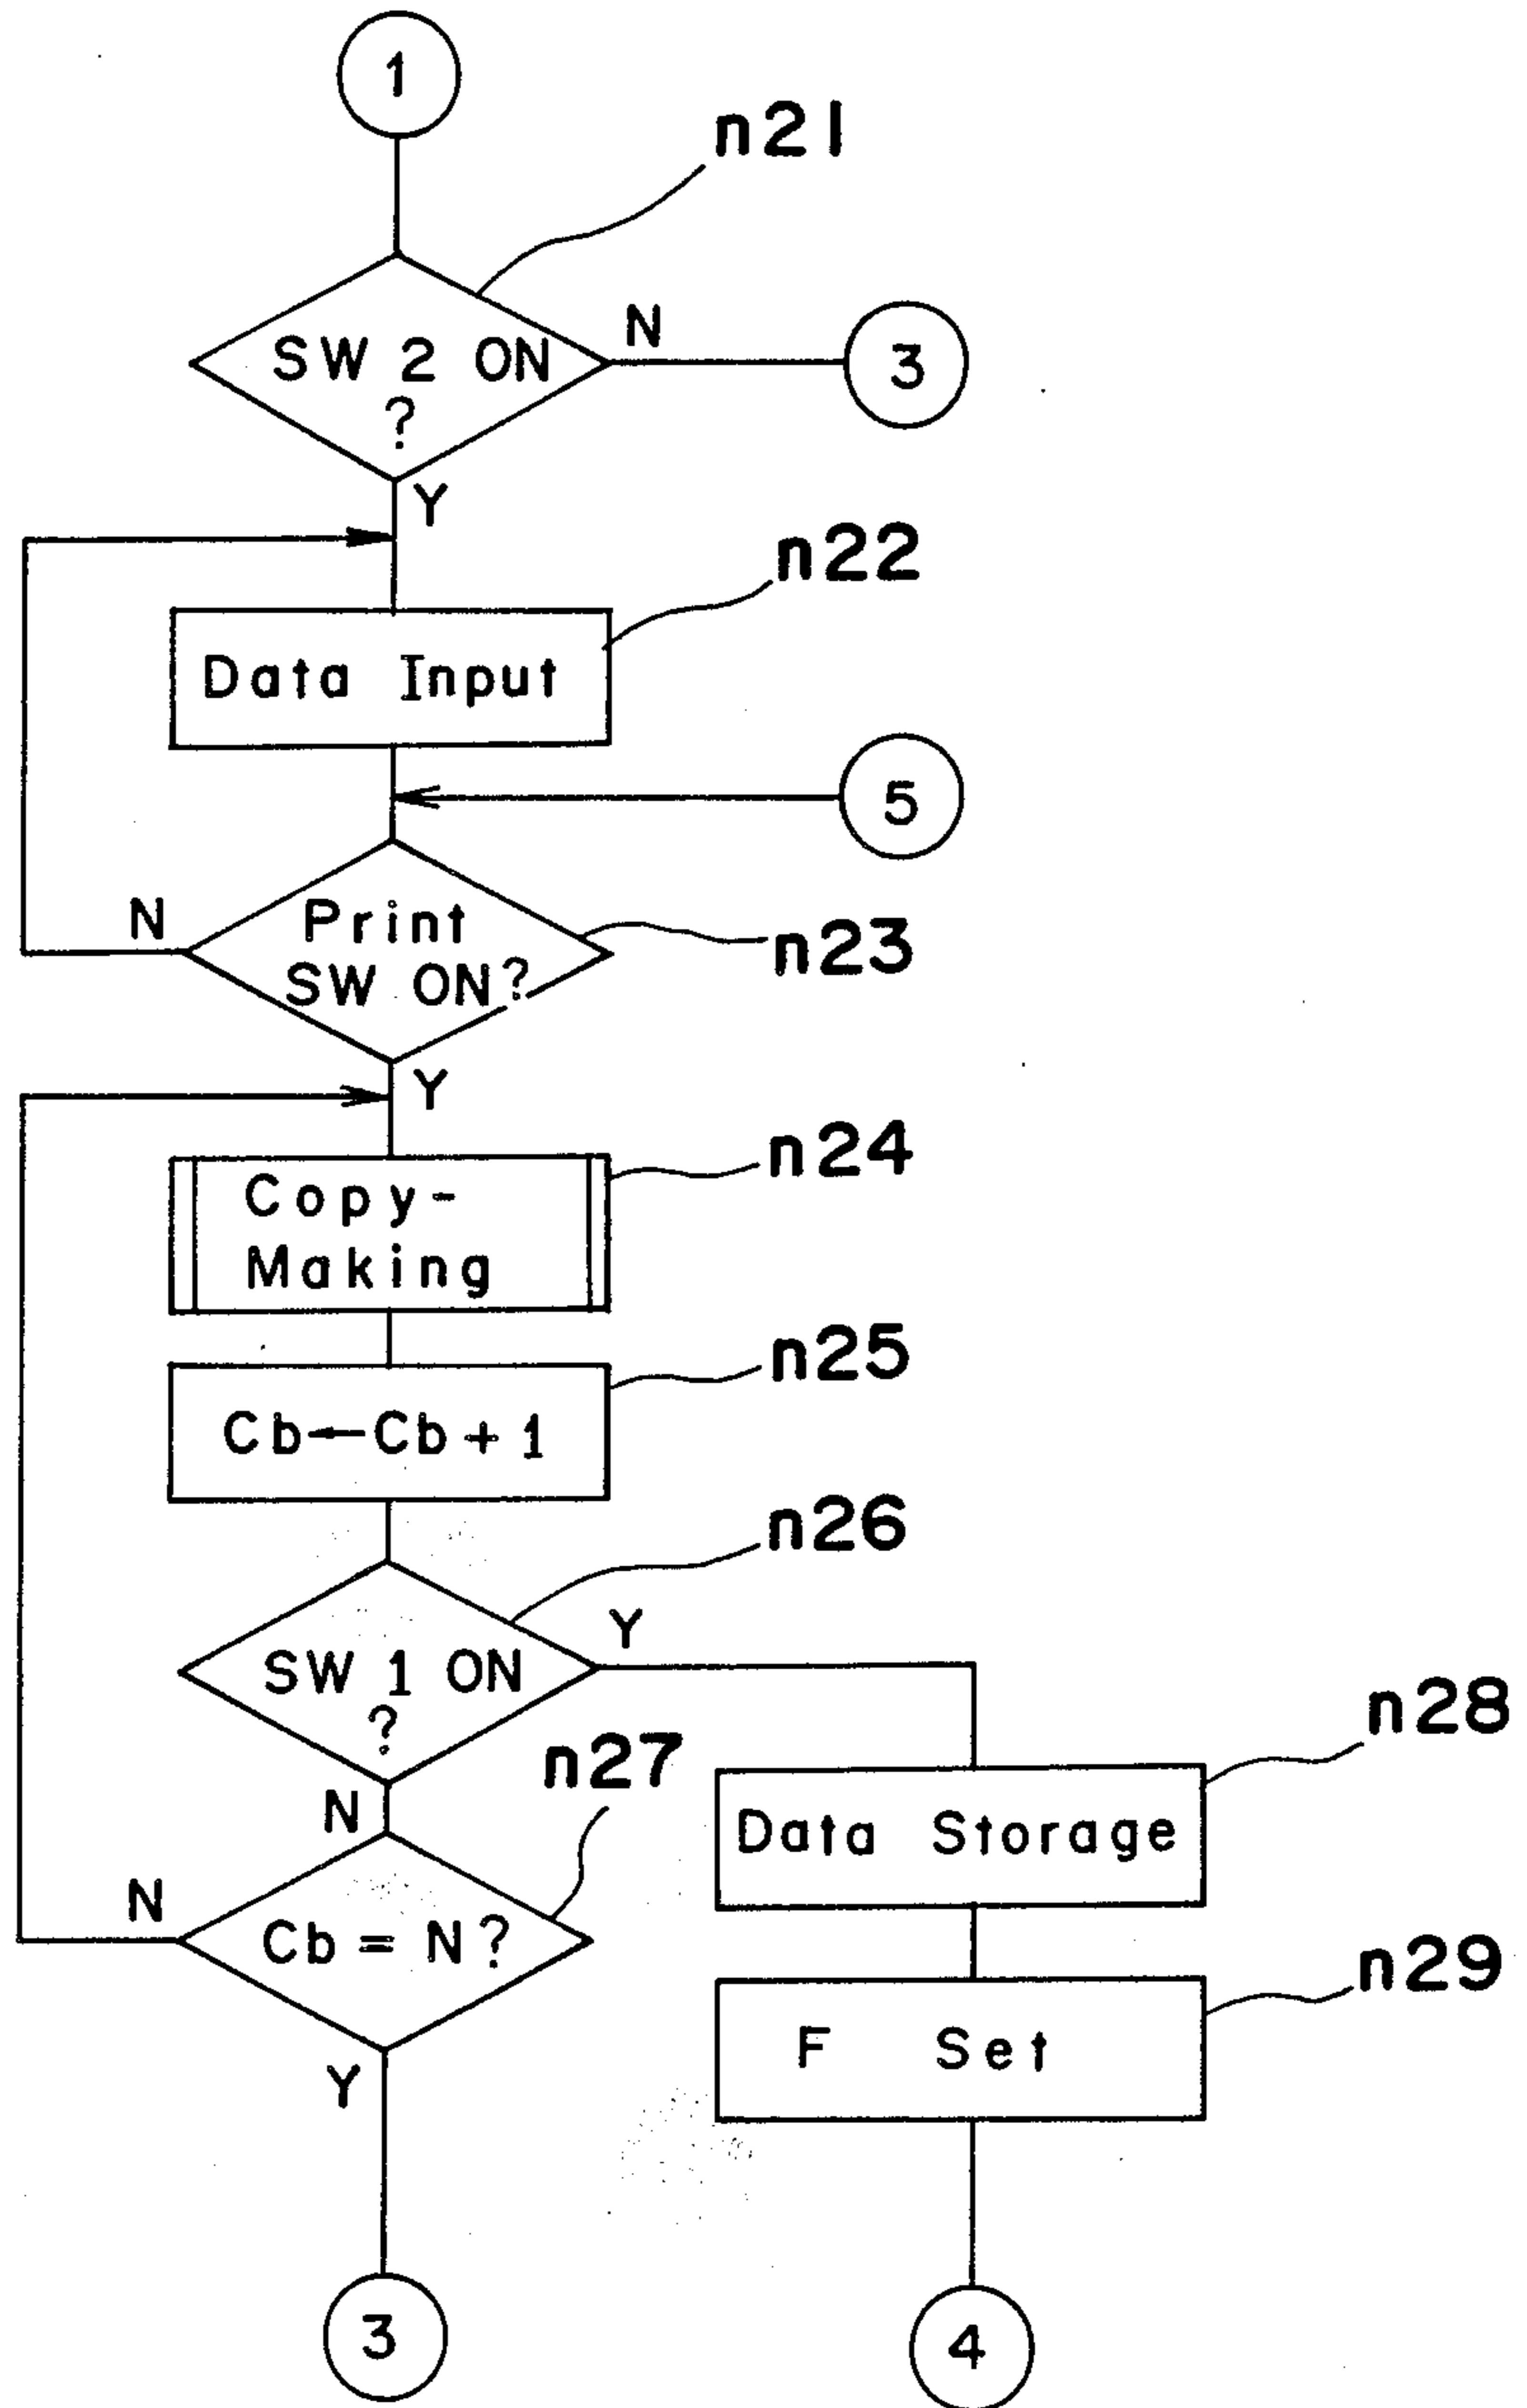 1
n21
SW 2 ON
?
N
3
Y
n22
Data Input
5
N
Print
SW ON?
n23
Y
n24
Copy-
Making
n25
Cb←Cb+1
n26
SW 1 ON
?
Y
N
n27
n28
Data Storage
N
Cb = N?
n29
F Set
Y
3
4